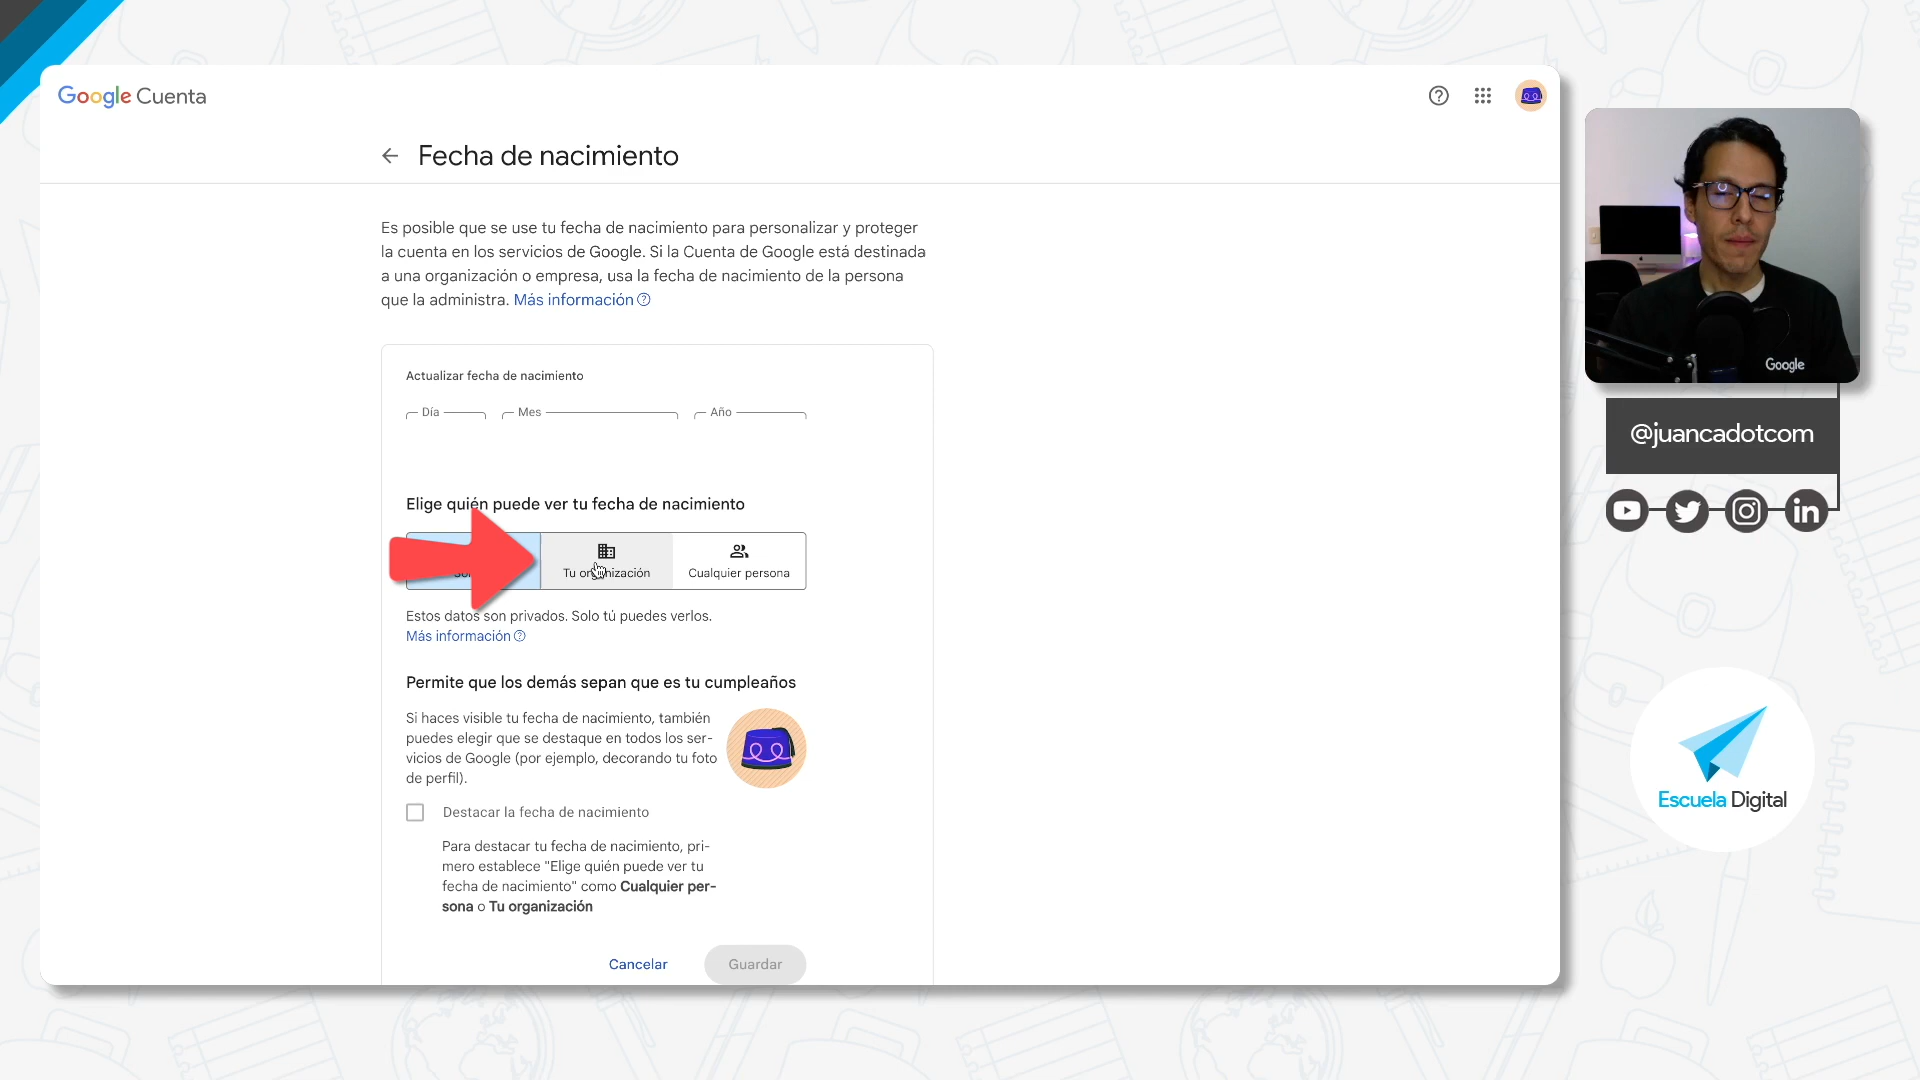 Google Cuenta
Fecha de nacimiento
Es posible que se use tu fecha de nacimiento para personalizar y proteger
la cuenta en los servicios de Google. Si la Cuenta de Google está destinada
a una organización o empresa, usa la fecha de nacimiento de la persona
que la administra. Más información
Actualizar fecha de nacimiento
Día Mes Año
Elige quién puede ver tu fecha de nacimiento
Tu organización Cualquier persona
Estos datos son privados. Solo tú puedes verlos.
Más información
Permite que los demás sepan que es tu cumpleaños
Si haces visible tu fecha de nacimiento, también
puedes elegir que se destaque en todos los ser-
vicios de Google (por ejemplo, decorando tu foto
de perfil).
Destacar la fecha de nacimiento
Para destacar tu fecha de nacimiento, pri-
mero establece "Elige quién puede ver tu
fecha de nacimiento" como Cualquier per-
sona o Tu organización
Cancelar Guardar
Google
@juancadotcom
in
Escuela Digital